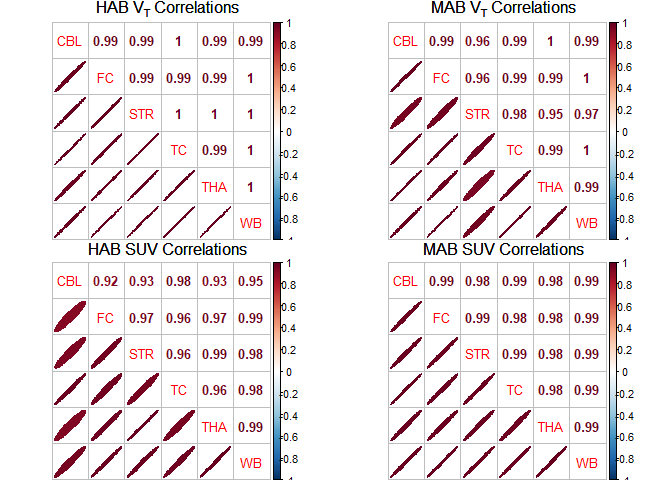 HAB VT Correlations
CBL 0.99 0.99 1 0.99 0.99
FC 0.99 0.99 0.99 1
STR 1 1 1
TC 0.99 1
THA 1
WB
1
0.8
0.6
0.4
0.2
0
-0.2
-0.4
-0.6
-0.8
-1
MAB VT Correlations
CBL 0.99 0.96 0.99 1 0.99
FC 0.96 0.99 0.99 1
STR 0.98 0.95 0.97
TC 0.99 1
THA 0.99
WB
1
0.8
0.6
0.4
0.2
0
-0.2
-0.4
-0.6
-0.8
-1
HAB SUV Correlations
CBL 0.92 0.93 0.98 0.93 0.95
FC 0.97 0.96 0.97 0.99
STR 0.96 0.99 0.98
TC 0.96 0.98
THA 0.99
WB
1
0.8
0.6
0.4
0.2
0
-0.2
-0.4
-0.6
-0.8
MAB SUV Correlations
CBL 0.99 0.98 0.99 0.98 0.99
FC 0.99 0.98 0.98 0.99
STR 0.99 0.98 0.99
TC 0.98 0.99
THA 0.99
WB
1
0.8
0.6
0.4
0.2
0
-0.2
-0.4
-0.6
-0.8